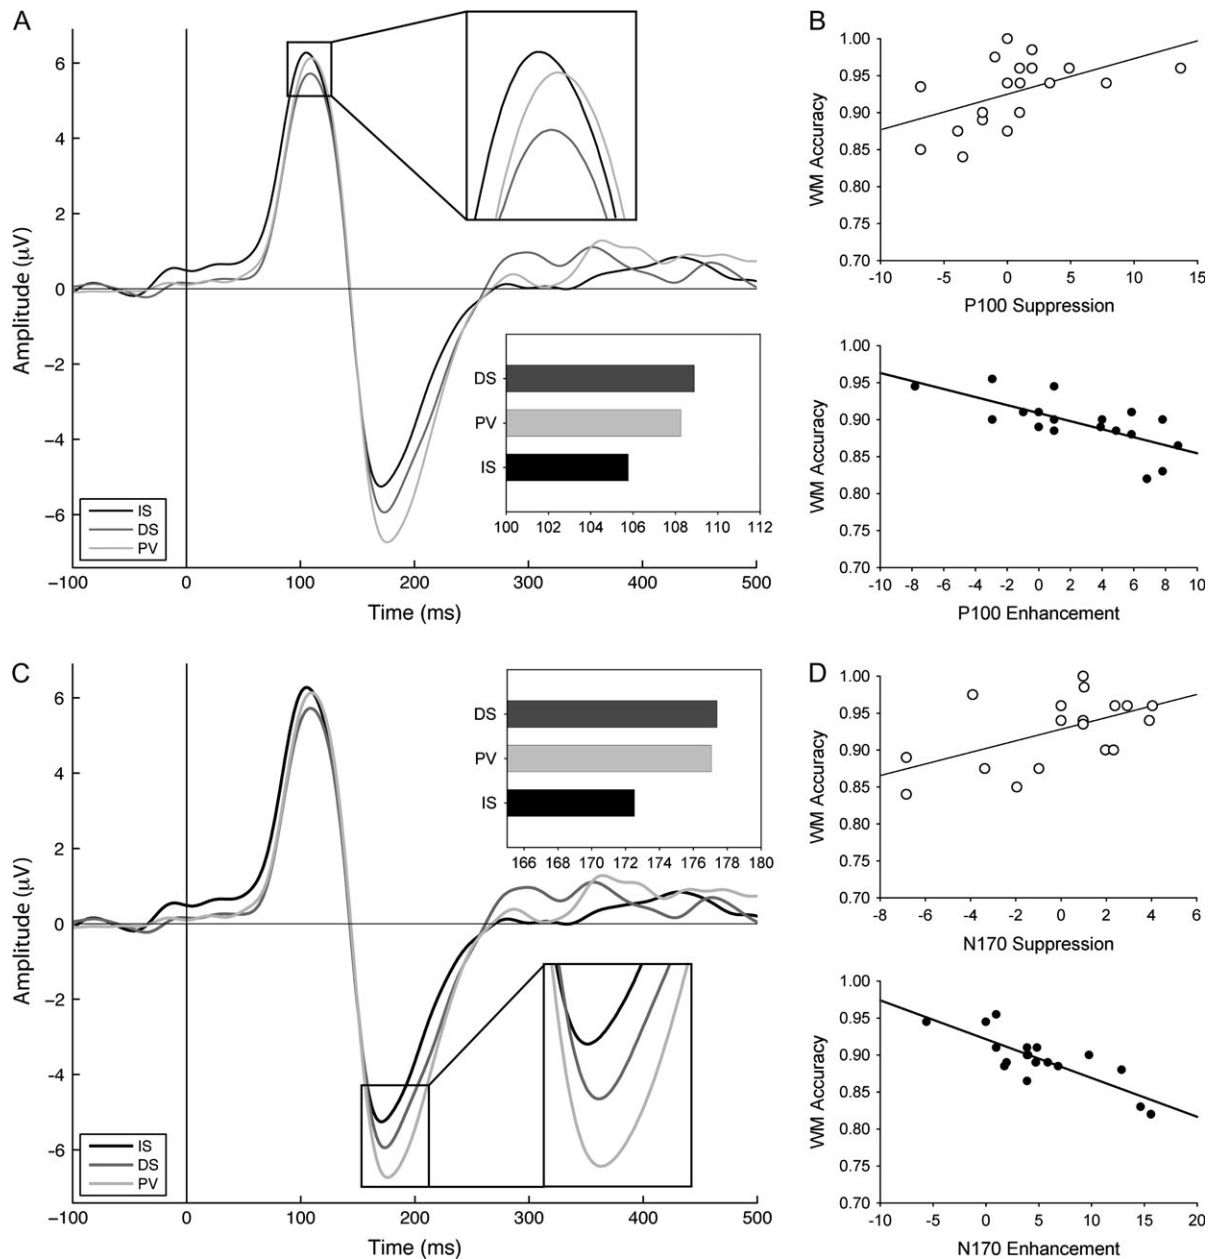 A
6
4
2
0
−2
−4
−6
Amplitude (μV)
−100
0
100
200
300
400
500
Time (ms)
IS
DS
PV
DS
PV
IS
100 102 104 106 108 110 112
B
1.00
0.95
0.90
0.85
0.80
0.75
0.70
WM Accuracy
-10 -5 0 5 10 15
P100 Suppression
1.00
0.95
0.90
0.85
0.80
0.75
0.70
WM Accuracy
-10 -8 -6 -4 -2 0 2 4 6 8 10
P100 Enhancement
C
6
4
2
0
−2
−4
−6
Amplitude (μV)
−100
0
100
200
300
400
500
Time (ms)
IS
DS
PV
DS
PV
IS
166 168 170 172 174 176 178 180
D
1.00
0.95
0.90
0.85
0.80
0.75
0.70
WM Accuracy
-8 -6 -4 -2 0 2 4 6
N170 Suppression
1.00
0.95
0.90
0.85
0.80
0.75
0.70
WM Accuracy
-10 -5 0 5 10 15 20
N170 Enhancement